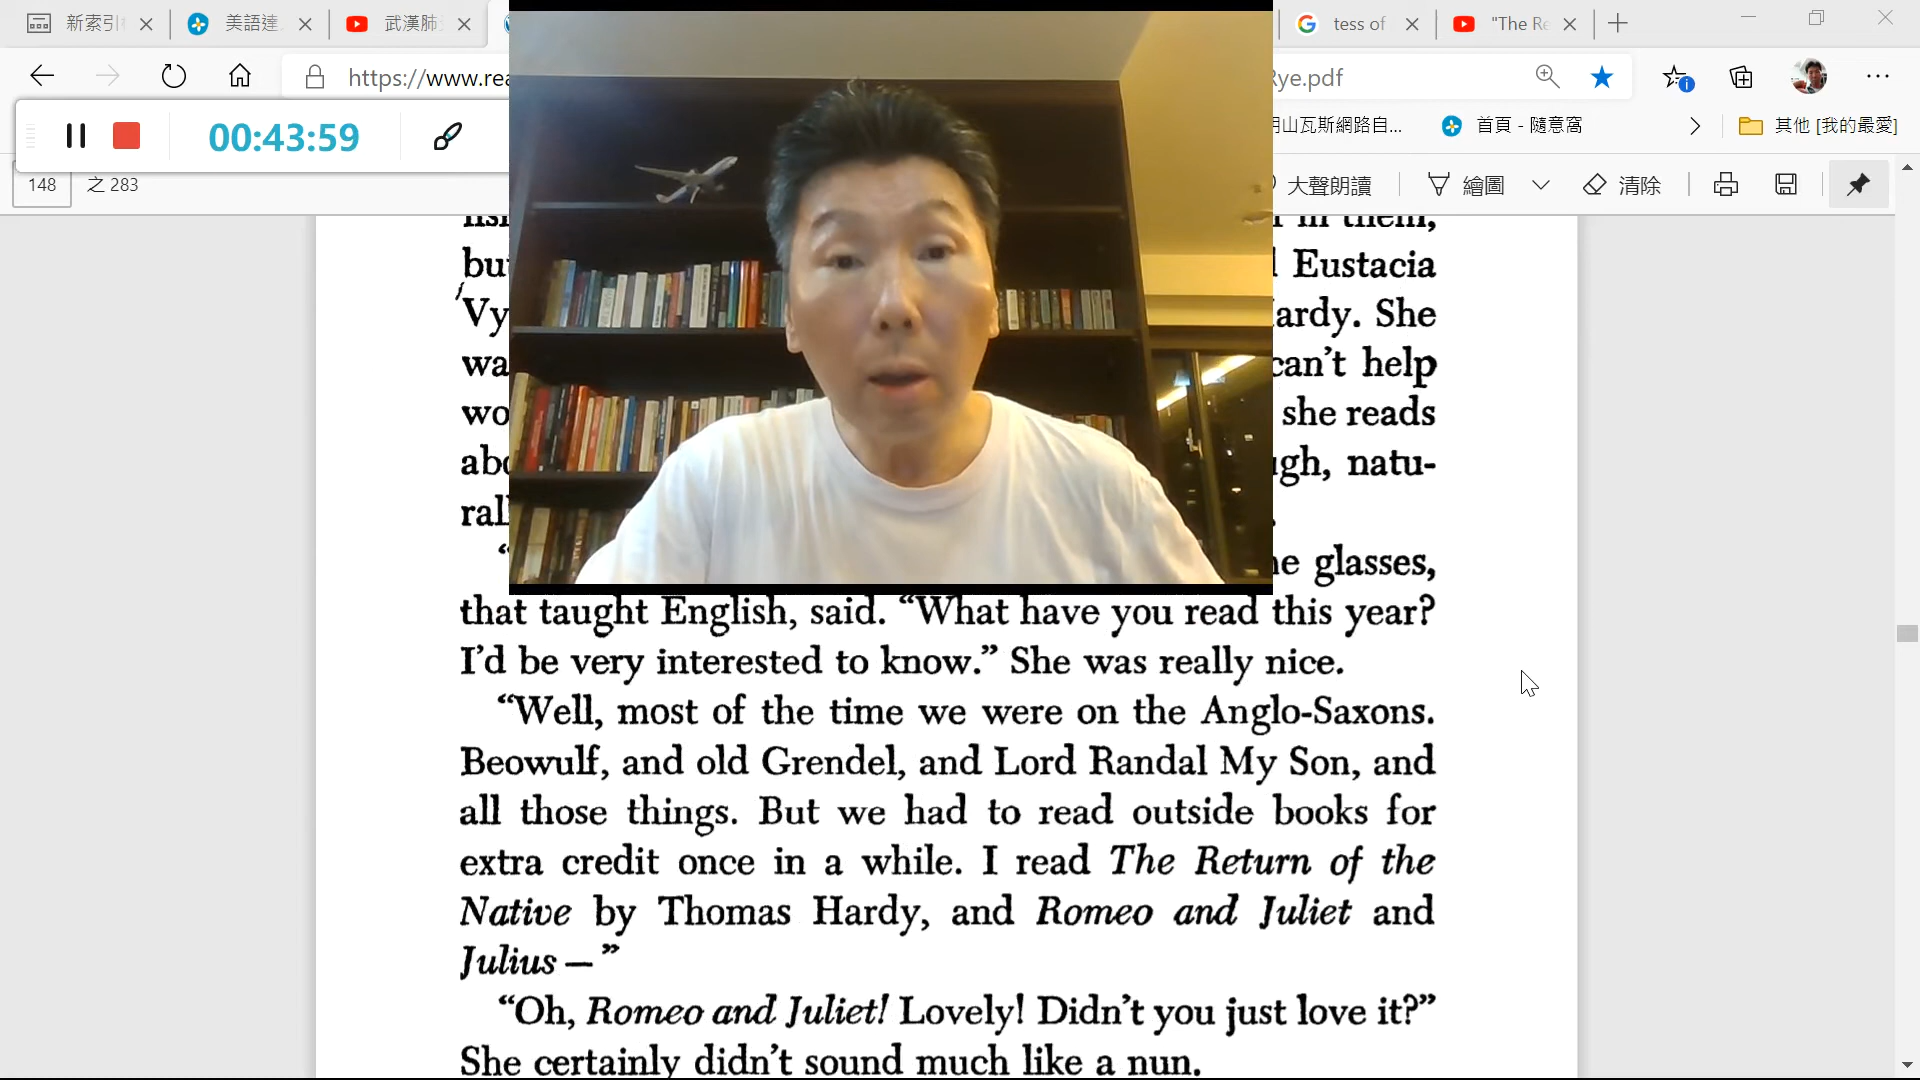 新索引
美語達
武漢肺
tess of
"The Re
https://www.rea
Rye.pdf
00:43:59
用山瓦斯網路自...
首頁 - 隨意窩
其他 [我的最愛]
148 之 283
大聲朗讀
繪圖
清除
in them,
bu
Eustacia
Vy
ardy. She
wa
can't help
wo
she reads
abo
gh, natu-
ral
he glasses,
that taught English, said. “What have you read this year?
I'd be very interested to know.” She was really nice.
“Well, most of the time we were on the Anglo-Saxons.
Beowulf, and old Grendel, and Lord Randal My Son, and
all those things. But we had to read outside books for
extra credit once in a while. I read The Return of the
Native by Thomas Hardy, and Romeo and Juliet and
Julius — ”
“Oh, Romeo and Juliet! Lovely! Didn't you just love it?”
She certainly didn't sound much like a nun.